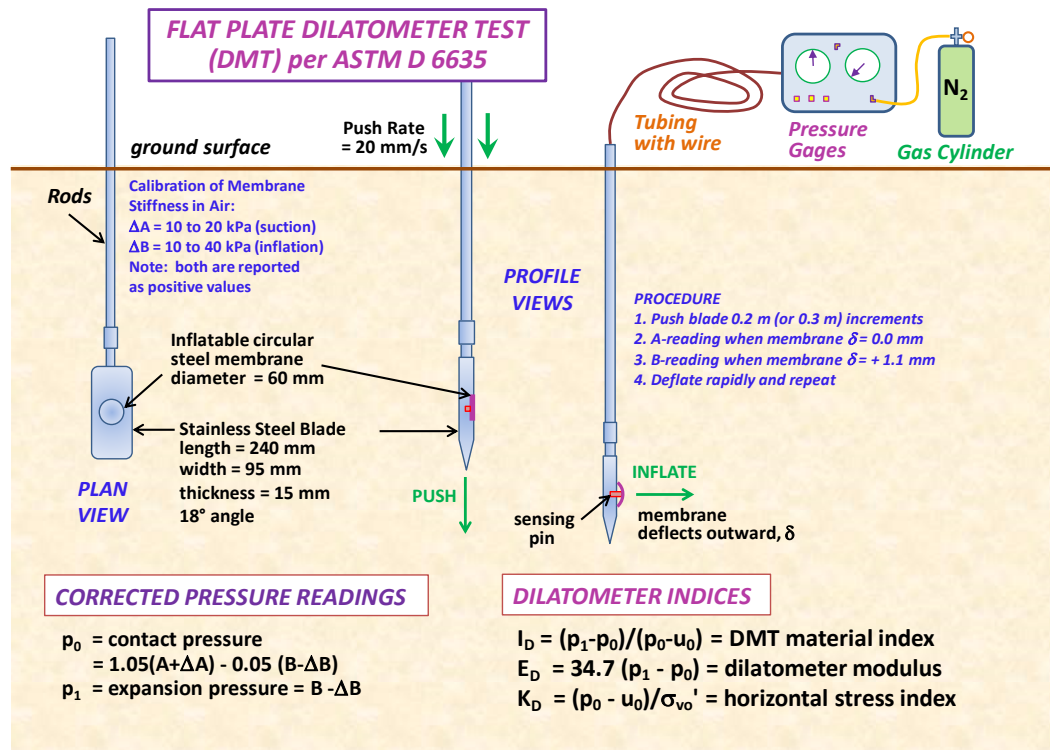 FLAT PLATE DILATOMETER TEST
(DMT) per ASTM D 6635
ground surface
Push Rate
= 20 mm/s
Tubing
with wire
Pressure
Gages
N₂
Gas Cylinder
Rods
Calibration of Membrane
Stiffness in Air:
ΔA = 10 to 20 kPa (suction)
ΔB = 10 to 40 kPa (inflation)
Note: both are reported
as positive values
PROFILE
VIEWS
PROCEDURE
1. Push blade 0.2 m (or 0.3 m) increments
2. A-reading when membrane δ = 0.0 mm
3. B-reading when membrane δ = + 1.1 mm
4. Deflate rapidly and repeat
Inflatable circular
steel membrane
diameter = 60 mm
Stainless Steel Blade
length = 240 mm
width = 95 mm
thickness = 15 mm
18° angle
PLAN
VIEW
PUSH
INFLATE
sensing
pin
membrane
deflects outward, δ
CORRECTED PRESSURE READINGS
p₀ = contact pressure
= 1.05(A+ΔA) - 0.05 (B-ΔB)
p₁ = expansion pressure = B -ΔB
DILATOMETER INDICES
I_D = (p₁-p₀)/(p₀-u₀) = DMT material index
E_D = 34.7 (p₁ - p₀) = dilatometer modulus
K_D = (p₀ - u₀)/σ_vo' = horizontal stress index